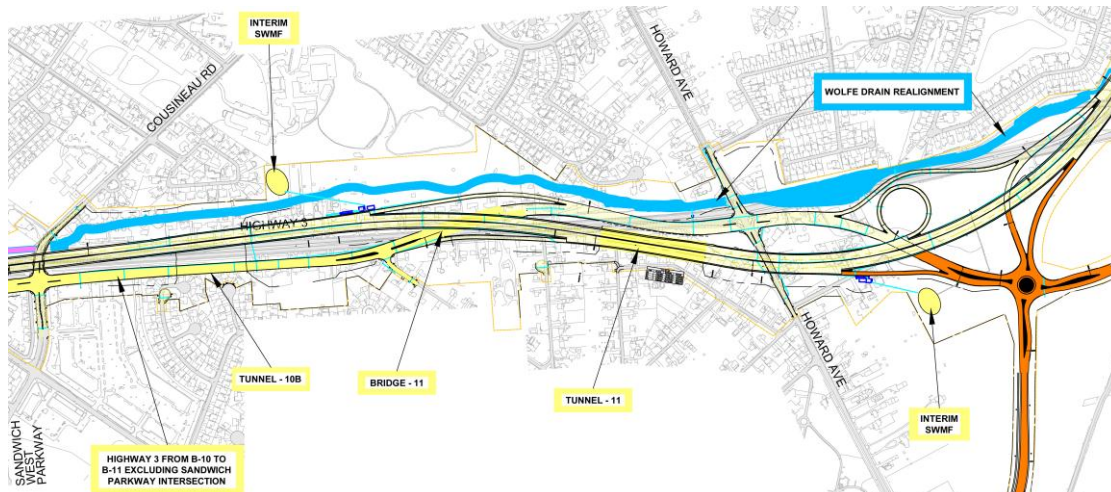 INTERIM
SWMF
COUSINEAU RD
HOWARD AVE
WOLFE DRAIN REALIGNMENT
HIGHWAY 3
TUNNEL - 10B
BRIDGE - 11
TUNNEL - 11
HOWARD AVE
INTERIM
SWMF
SANDWICH
WEST
PARKWAY
HIGHWAY 3 FROM B-10 TO
B-11 EXCLUDING SANDWICH
PARKWAY INTERSECTION